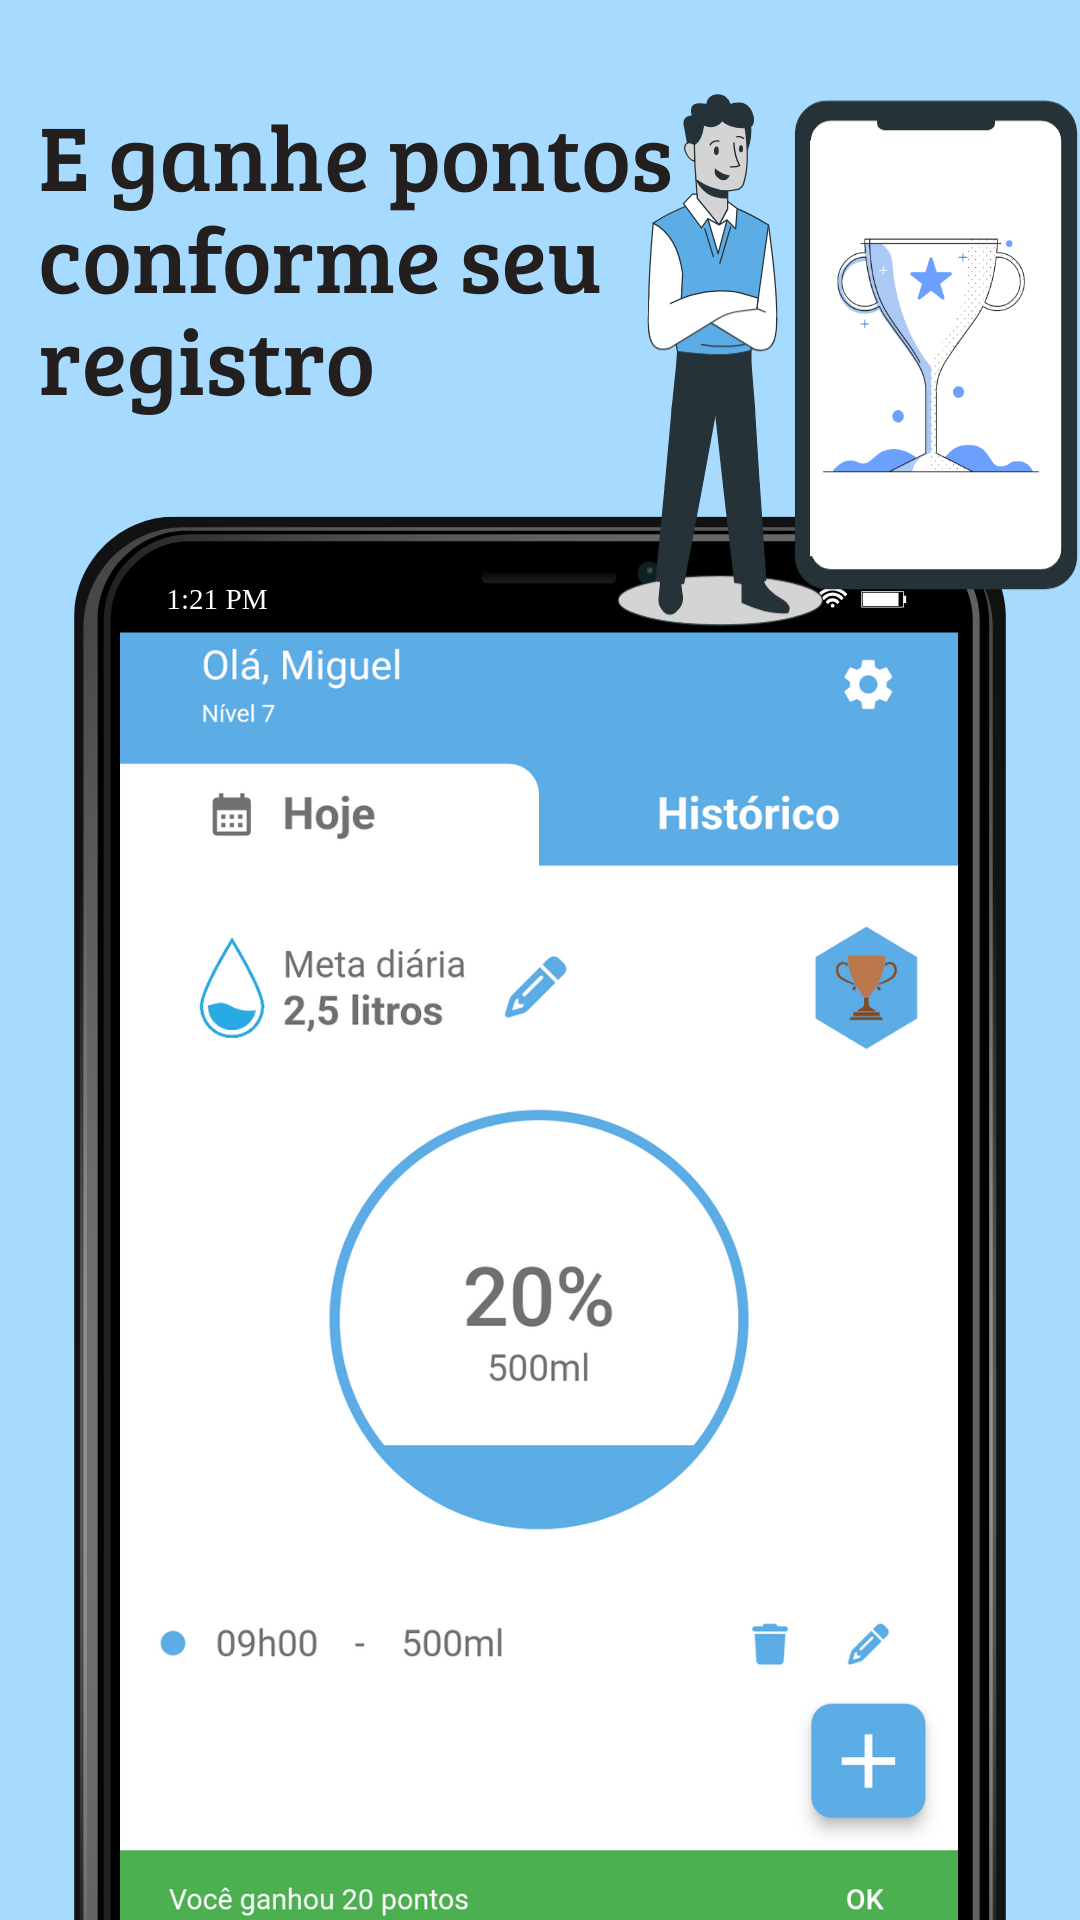 E ganhe pontos
conforme seu
registro
1:21 PM
Olá, Miguel
Nível 7
Hoje
Histórico
Meta diária
2,5 litros
20%
500ml
09h00 - 500ml
Você ganhou 20 pontos OK